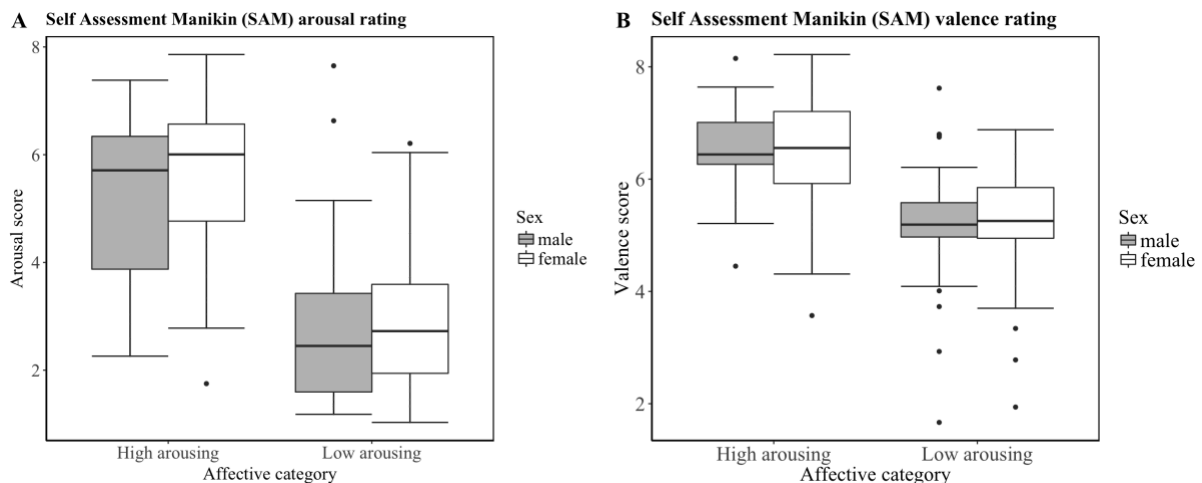 A Self Assessment Manikin (SAM) arousal rating
8
6
4
2
Arousal score
High arousing Low arousing
Affective category
Sex
male
female
B Self Assessment Manikin (SAM) valence rating
8
6
4
2
Valence score
High arousing Low arousing
Affective category
Sex
male
female